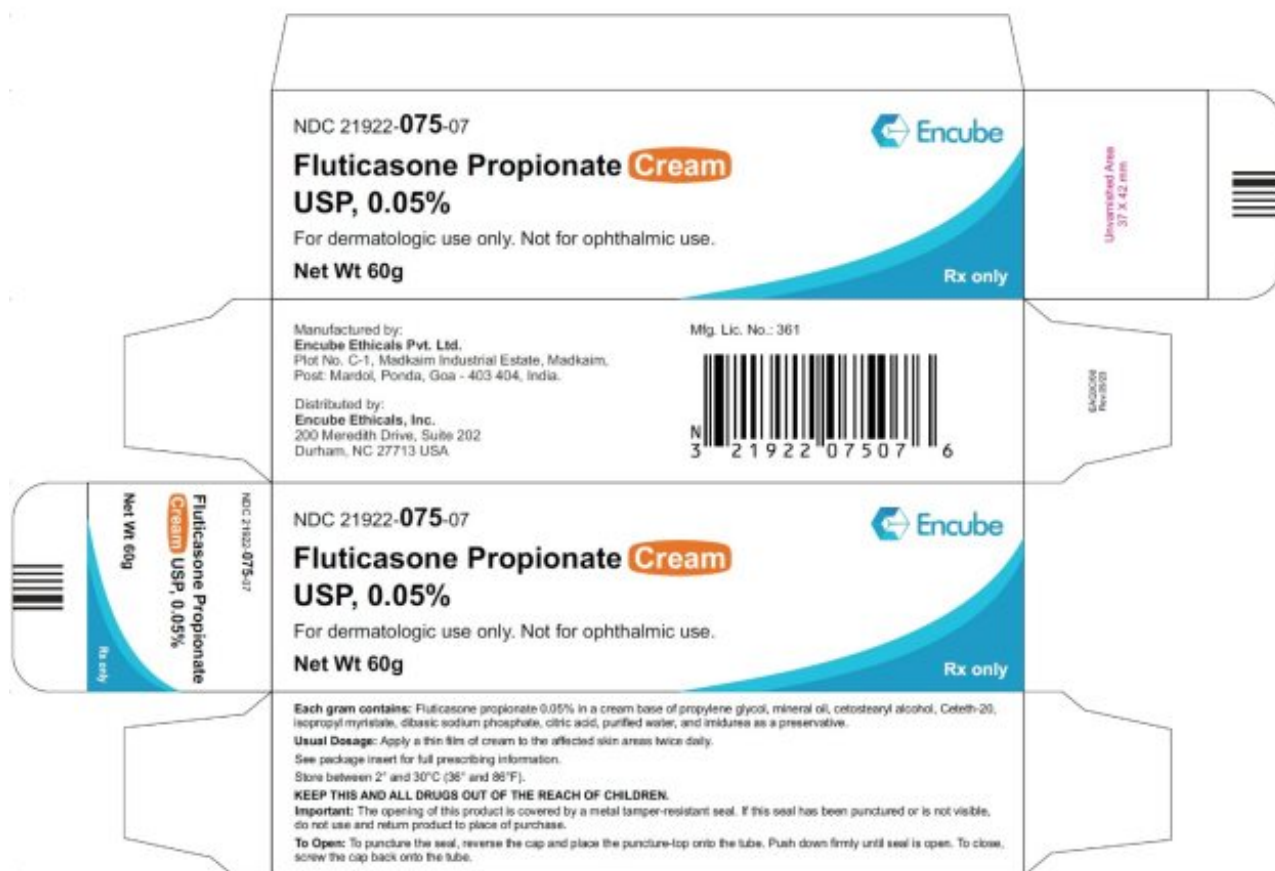 NDC 21922-075-07
Encube
Fluticasone Propionate Cream
USP, 0.05%
For dermatologic use only. Not for ophthalmic use.
Net Wt 60g
Rx only
Unvarnished Area
37 X 42 mm
Manufactured by:
Encube Ethicals Pvt. Ltd.
Plot No. C-1, Madkaim Industrial Estate, Madkaim,
Post: Mardol, Ponda, Goa - 403 404, India.
Distributed by:
Encube Ethicals, Inc.
200 Meredith Drive, Suite 202
Durham, NC 27713 USA
Mfg. Lic. No.: 361
N
3 21922 07507 6
NDC 21922-075-07
Fluticasone Propionate
Cream USP, 0.05%
Net Wt 60g
Rx only
NDC 21922-075-07
Encube
Fluticasone Propionate Cream
USP, 0.05%
For dermatologic use only. Not for ophthalmic use.
Net Wt 60g
Rx only
Each gram contains: Fluticasone propionate 0.05% in a cream base of propylene glycol, mineral oil, cetostearyl alcohol, Ceteth-20,
isopropyl myristate, dibasic sodium phosphate, citric acid, purified water, and imidurea as a preservative.
Usual Dosage: Apply a thin film of cream to the affected skin areas twice daily.
See package insert for full prescribing information.
Store between 2° and 30°C (36° and 86°F).
KEEP THIS AND ALL DRUGS OUT OF THE REACH OF CHILDREN.
Important: The opening of this product is covered by a metal tamper-resistant seal. If this seal has been punctured or is not visible,
do not use and return product to place of purchase.
To Open: To puncture the seal, reverse the cap and place the puncture-top onto the tube. Push down firmly until seal is open. To close,
screw the cap back onto the tube.